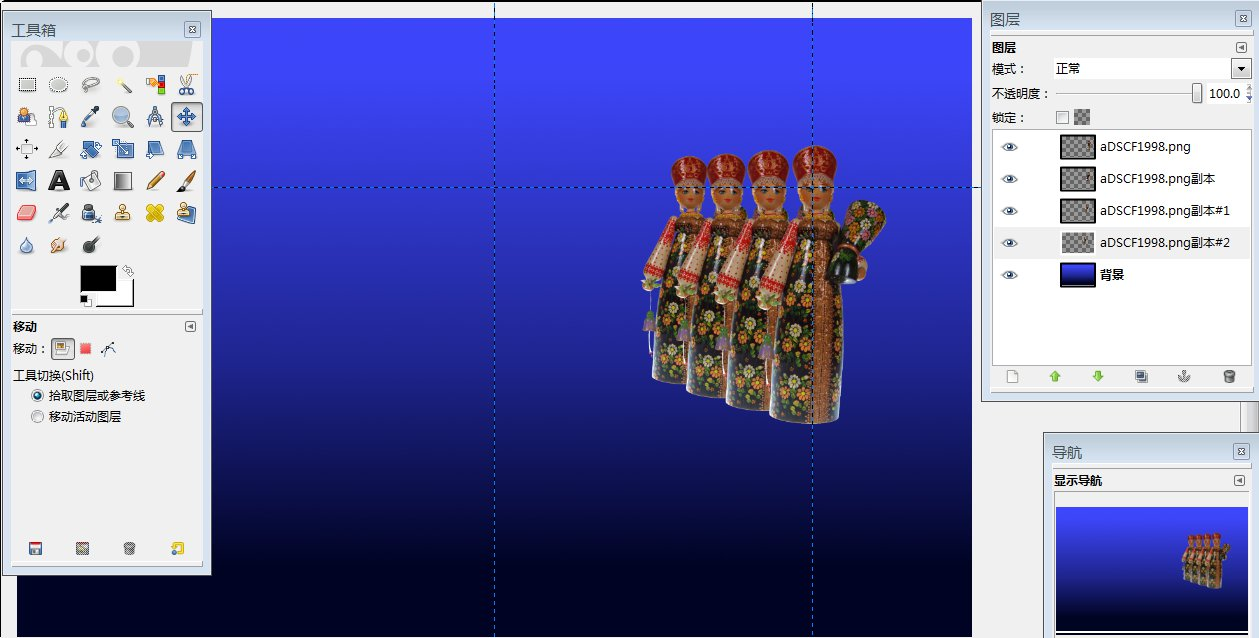 工具箱
移动
移动：
工具切换(Shift)
拾取图层或参考线
移动活动图层
图层
图层
模式：
正常
不透明度：
100.0
锁定：
aDSCF1998.png
aDSCF1998.png副本
aDSCF1998.png副本#1
aDSCF1998.png副本#2
背景
导航
显示导航